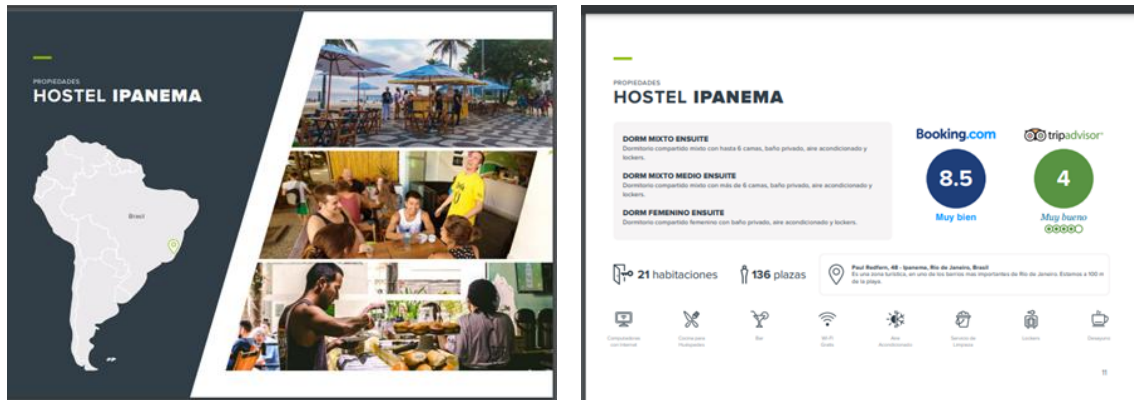 PROPIEDADES
HOSTEL IPANEMA
Brasil
PROPIEDADES
HOSTEL IPANEMA
DORM MIXTO ENSUITE
Dormitorio compartido mixto con hasta 6 camas, baño privado, aire acondicionado y
lockers.
DORM MIXTO MEDIO ENSUITE
Dormitorio compartido mixto con más de 6 camas, baño privado, aire acondicionado y
lockers.
DORM FEMENINO ENSUITE
Dormitorio compartido femenino con baño privado, aire acondicionado y lockers.
Booking.com
8.5
Muy bien
tripadvisor
4
Muy bueno
21 habitaciones
136 plazas
Paul Redfern, 48 - Ipanema, Rio de Janeiro, Brasil
Es una zona turística, en uno de los barrios más importantes de Rio de Janeiro. Estamos a 100 m
de la playa.
Computadoras
con Internet
Cocina para
Huéspedes
Bar
Wi-Fi
Gratis
Aire
Acondicionado
Servicio de
Limpieza
Lockers
Desayuno
11